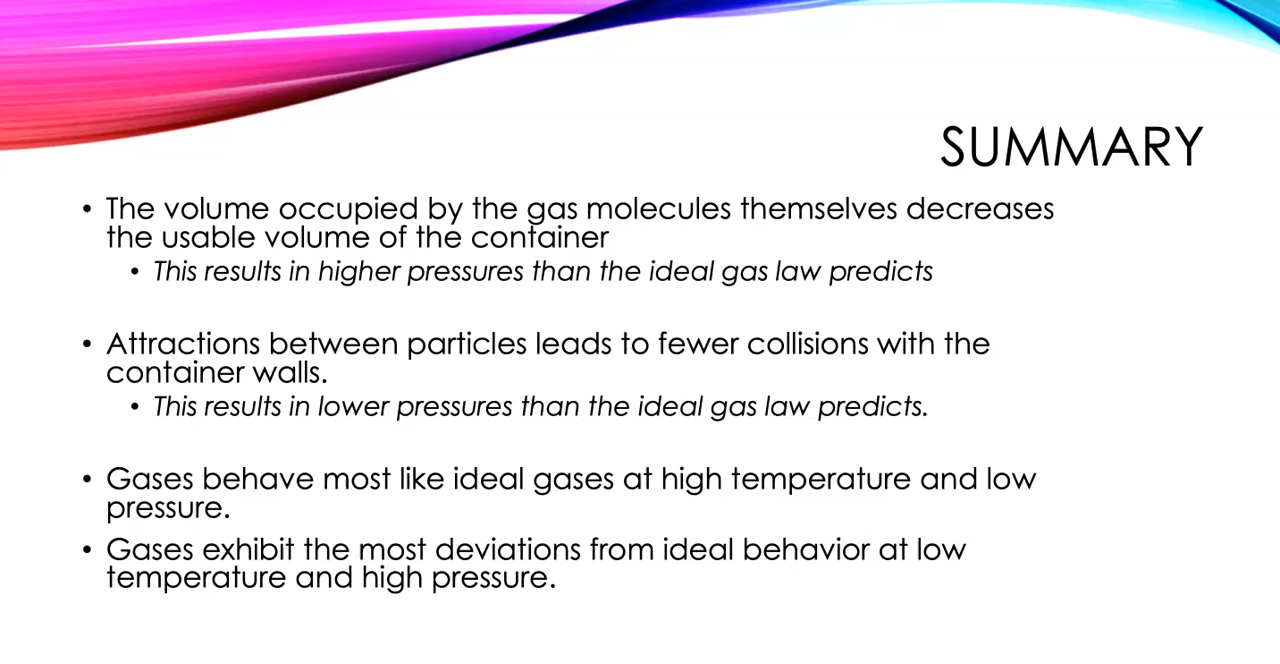 SUMMARY
• The volume occupied by the gas molecules themselves decreases
the usable volume of the container
• This results in higher pressures than the ideal gas law predicts
• Attractions between particles leads to fewer collisions with the
container walls.
• This results in lower pressures than the ideal gas law predicts.
• Gases behave most like ideal gases at high temperature and low
pressure.
• Gases exhibit the most deviations from ideal behavior at low
temperature and high pressure.